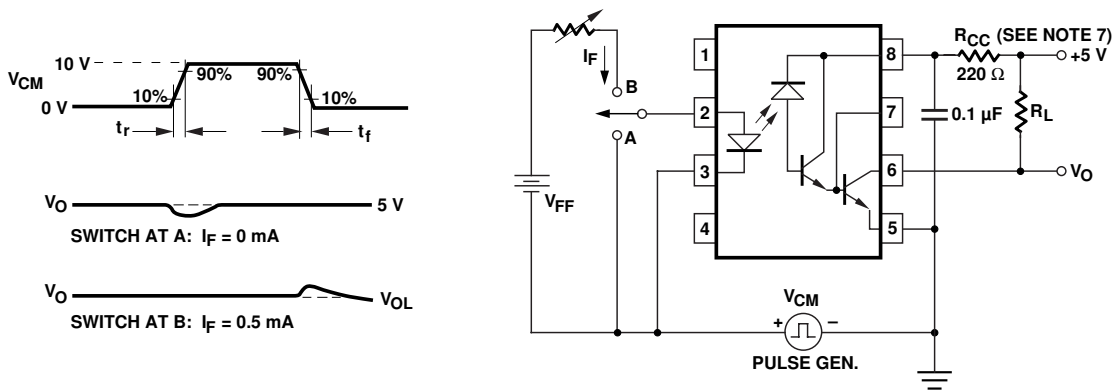 10 V
V_CM
90%
90%
10%
10%
0 V
t_r
t_f
V_O
5 V
SWITCH AT A: I_F = 0 mA
V_O
V_OL
SWITCH AT B: I_F = 0.5 mA
I_F
B
A
V_FF
1
2
3
4
8
7
6
5
R_CC (SEE NOTE 7)
220 Ω
+5 V
0.1 µF
R_L
V_O
V_CM
+
–
PULSE GEN.